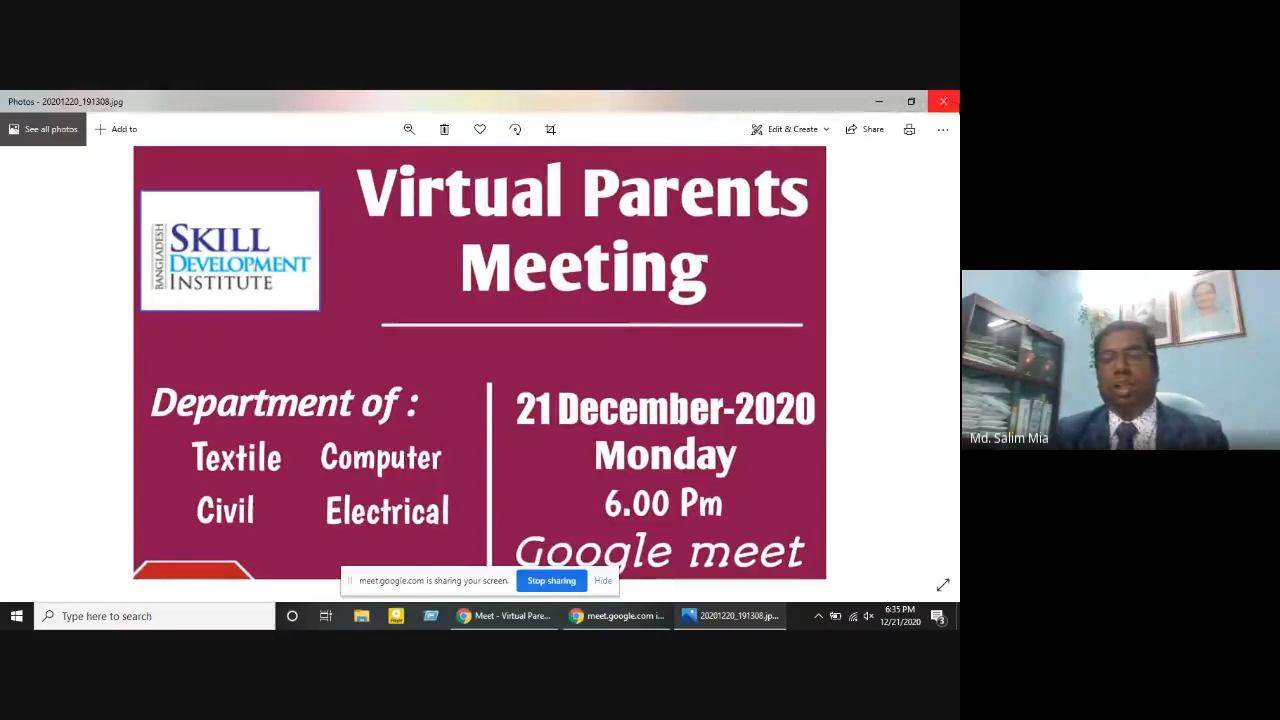 Photos - 20201220_191308.jpg
See all photos
Add to
Edit & Create
Share
BANGLADESH
SKILL
DEVELOPMENT
INSTITUTE
Virtual Parents
Meeting
Department of :
Textile Computer
Civil Electrical
21 December-2020
Monday
6.00 Pm
Google meet
meet.google.com is sharing your screen. Stop sharing Hide
Md. Salim Mia
Type here to search
Meet - Virtual Pare...
meet.google.com i...
20201220_191308.jp...
6:35 PM
12/21/2020
3